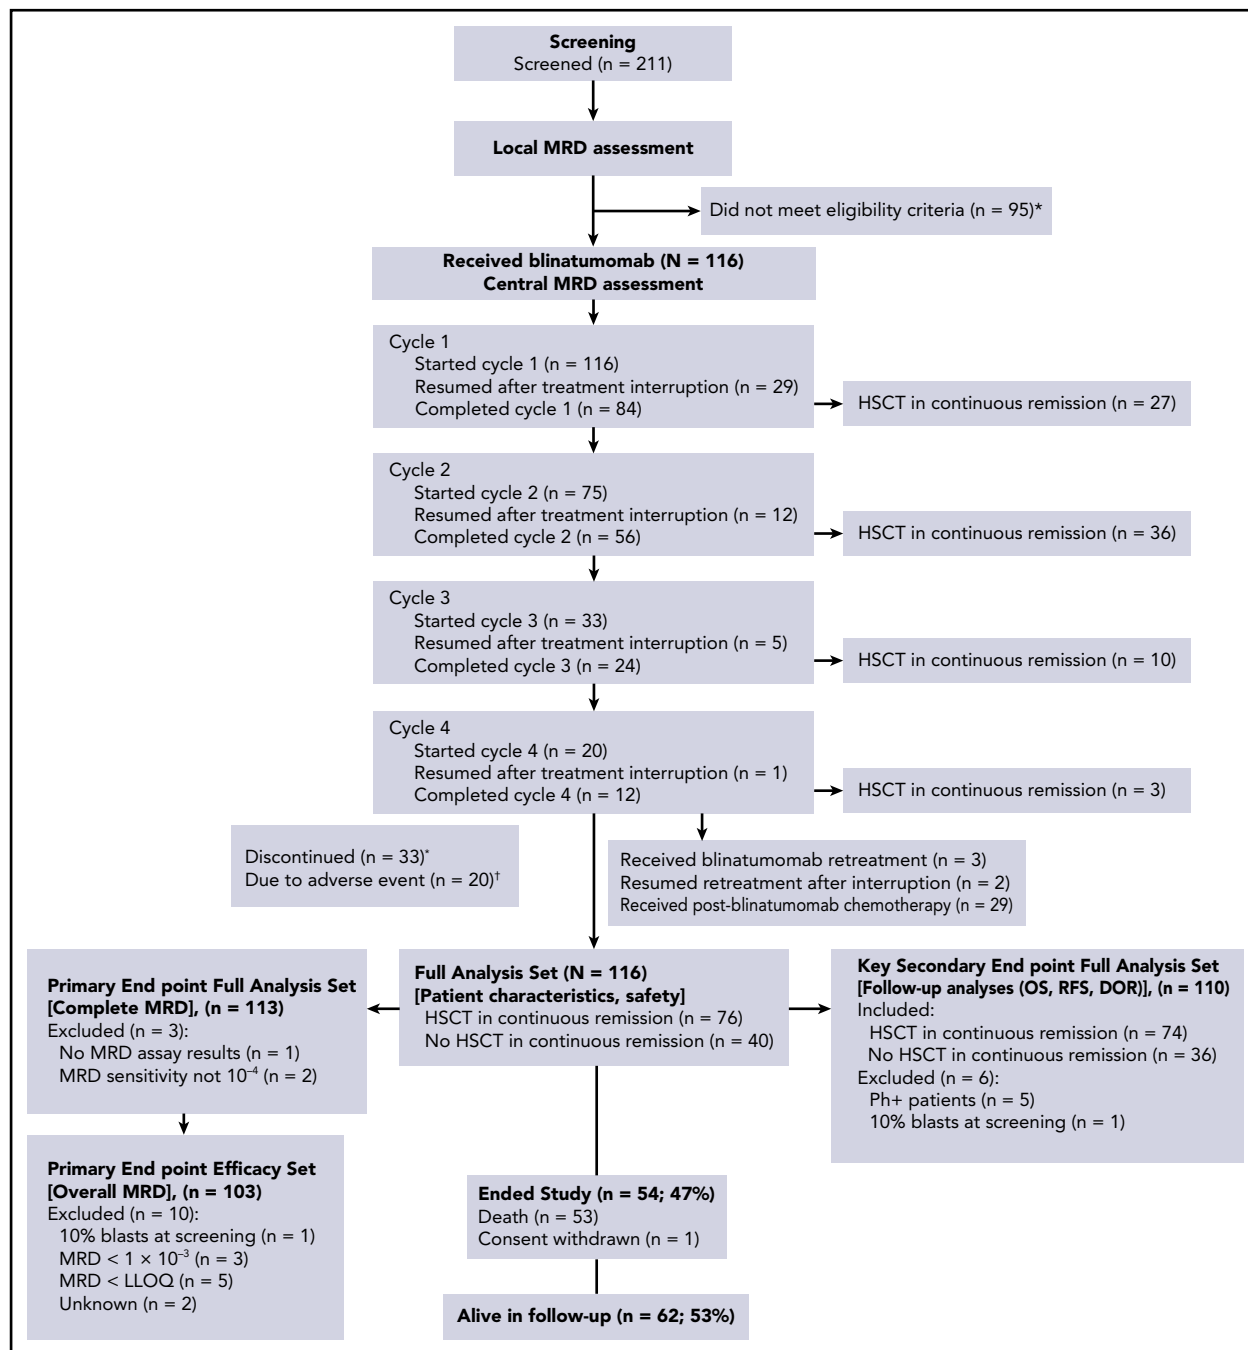 Screening
Screened (n = 211)
Local MRD assessment
Did not meet eligibility criteria (n = 95)*
Received blinatumomab (N = 116)
Central MRD assessment
Cycle 1
Started cycle 1 (n = 116)
Resumed after treatment interruption (n = 29)
Completed cycle 1 (n = 84)
HSCT in continuous remission (n = 27)
Cycle 2
Started cycle 2 (n = 75)
Resumed after treatment interruption (n = 12)
Completed cycle 2 (n = 56)
HSCT in continuous remission (n = 36)
Cycle 3
Started cycle 3 (n = 33)
Resumed after treatment interruption (n = 5)
Completed cycle 3 (n = 24)
HSCT in continuous remission (n = 10)
Cycle 4
Started cycle 4 (n = 20)
Resumed after treatment interruption (n = 1)
Completed cycle 4 (n = 12)
HSCT in continuous remission (n = 3)
Discontinued (n = 33)*
Due to adverse event (n = 20)†
Received blinatumomab retreatment (n = 3)
Resumed retreatment after interruption (n = 2)
Received post-blinatumomab chemotherapy (n = 29)
Primary End point Full Analysis Set
[Complete MRD], (n = 113)
Excluded (n = 3):
No MRD assay results (n = 1)
MRD sensitivity not 10⁻⁴ (n = 2)
Full Analysis Set (N = 116)
[Patient characteristics, safety]
HSCT in continuous remission (n = 76)
No HSCT in continuous remission (n = 40)
Key Secondary End point Full Analysis Set
[Follow-up analyses (OS, RFS, DOR)], (n = 110)
Included:
HSCT in continuous remission (n = 74)
No HSCT in continuous remission (n = 36)
Excluded (n = 6):
Ph+ patients (n = 5)
10% blasts at screening (n = 1)
Primary End point Efficacy Set
[Overall MRD], (n = 103)
Excluded (n = 10):
10% blasts at screening (n = 1)
MRD < 1 × 10⁻³ (n = 3)
MRD < LLOQ (n = 5)
Unknown (n = 2)
Ended Study (n = 54; 47%)
Death (n = 53)
Consent withdrawn (n = 1)
Alive in follow-up (n = 62; 53%)